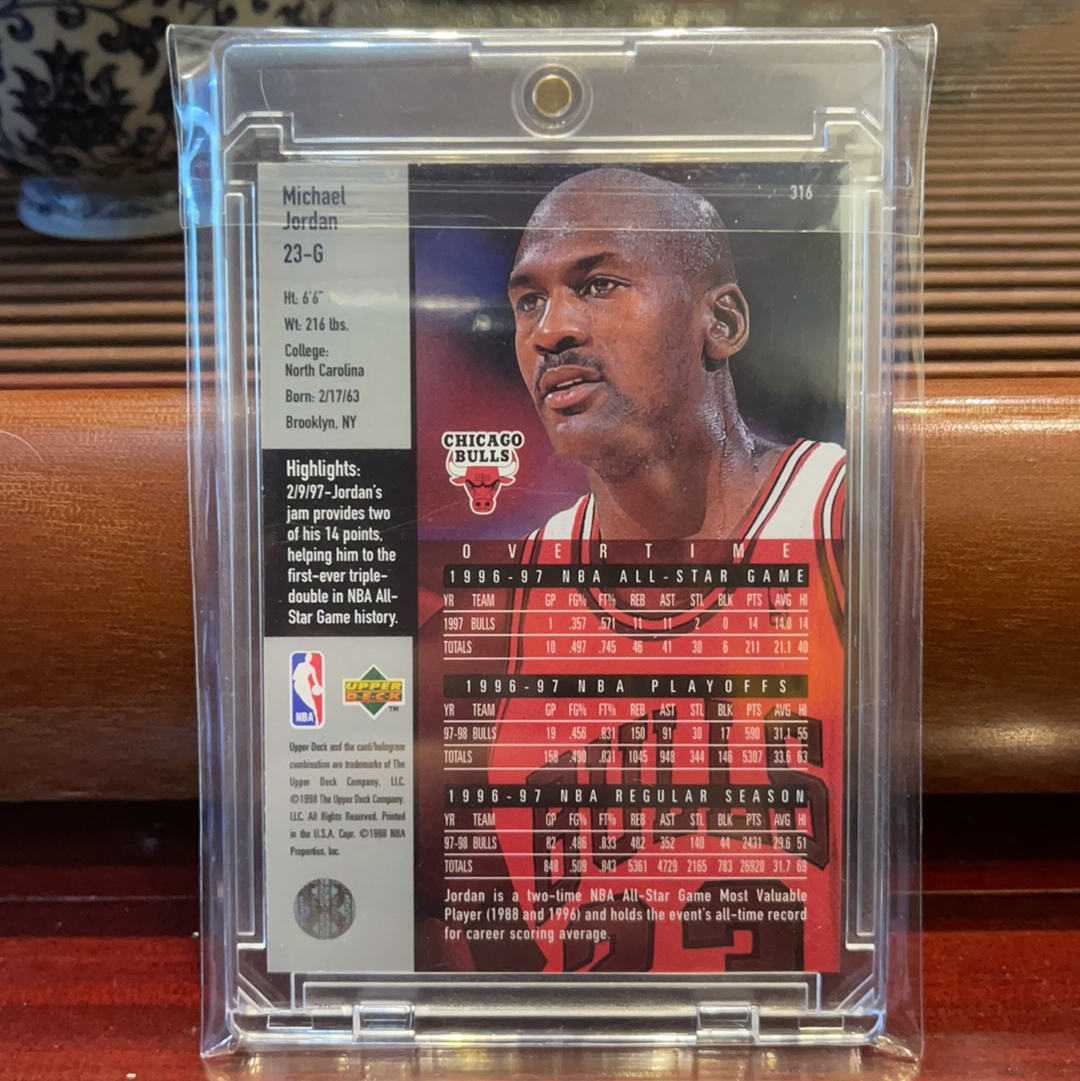 Michael
Jordan
23-G
Ht: 6'6"
Wt: 216 lbs.
College:
North Carolina
Born: 2/17/63
Brooklyn, NY
Highlights:
2/9/97-Jordan's
jam provides two
of his 14 points,
helping him to the
first-ever triple-
double in NBA All-
Star Game history.
NBA
UPPER
DECK
TM
Upper Deck and the card/hologram
combination are trademarks of The
Upper Deck Company, LLC.
©1998 The Upper Deck Company,
LLC. All Rights Reserved. Printed
in the U.S.A. Copr. ©1998 NBA
Properties, Inc.
316
CHICAGO
BULLS
OVERTIME
1996-97 NBA ALL-STAR GAME
YR TEAM GP FG% FT% REB AST STL BLK PTS AVG HI
1997 BULLS 1 .357 .571 11 11 2 0 14 14.0 14
TOTALS 10 .497 .745 46 41 30 6 211 21.1 40
1996-97 NBA PLAYOFFS
YR TEAM GP FG% FT% REB AST STL BLK PTS AVG HI
97-98 BULLS 19 .456 .831 150 91 30 17 590 31.1 55
TOTALS 158 .490 .831 1045 948 344 146 5307 33.6 63
1996-97 NBA REGULAR SEASON
YR TEAM GP FG% FT% REB AST STL BLK PTS AVG HI
97-98 BULLS 82 .486 .833 482 352 140 44 2431 29.6 51
TOTALS 848 .509 .843 5361 4729 2165 783 26920 31.7 69
Jordan is a two-time NBA All-Star Game Most Valuable
Player (1988 and 1996) and holds the event's all-time record
for career scoring average.
BULLS
23